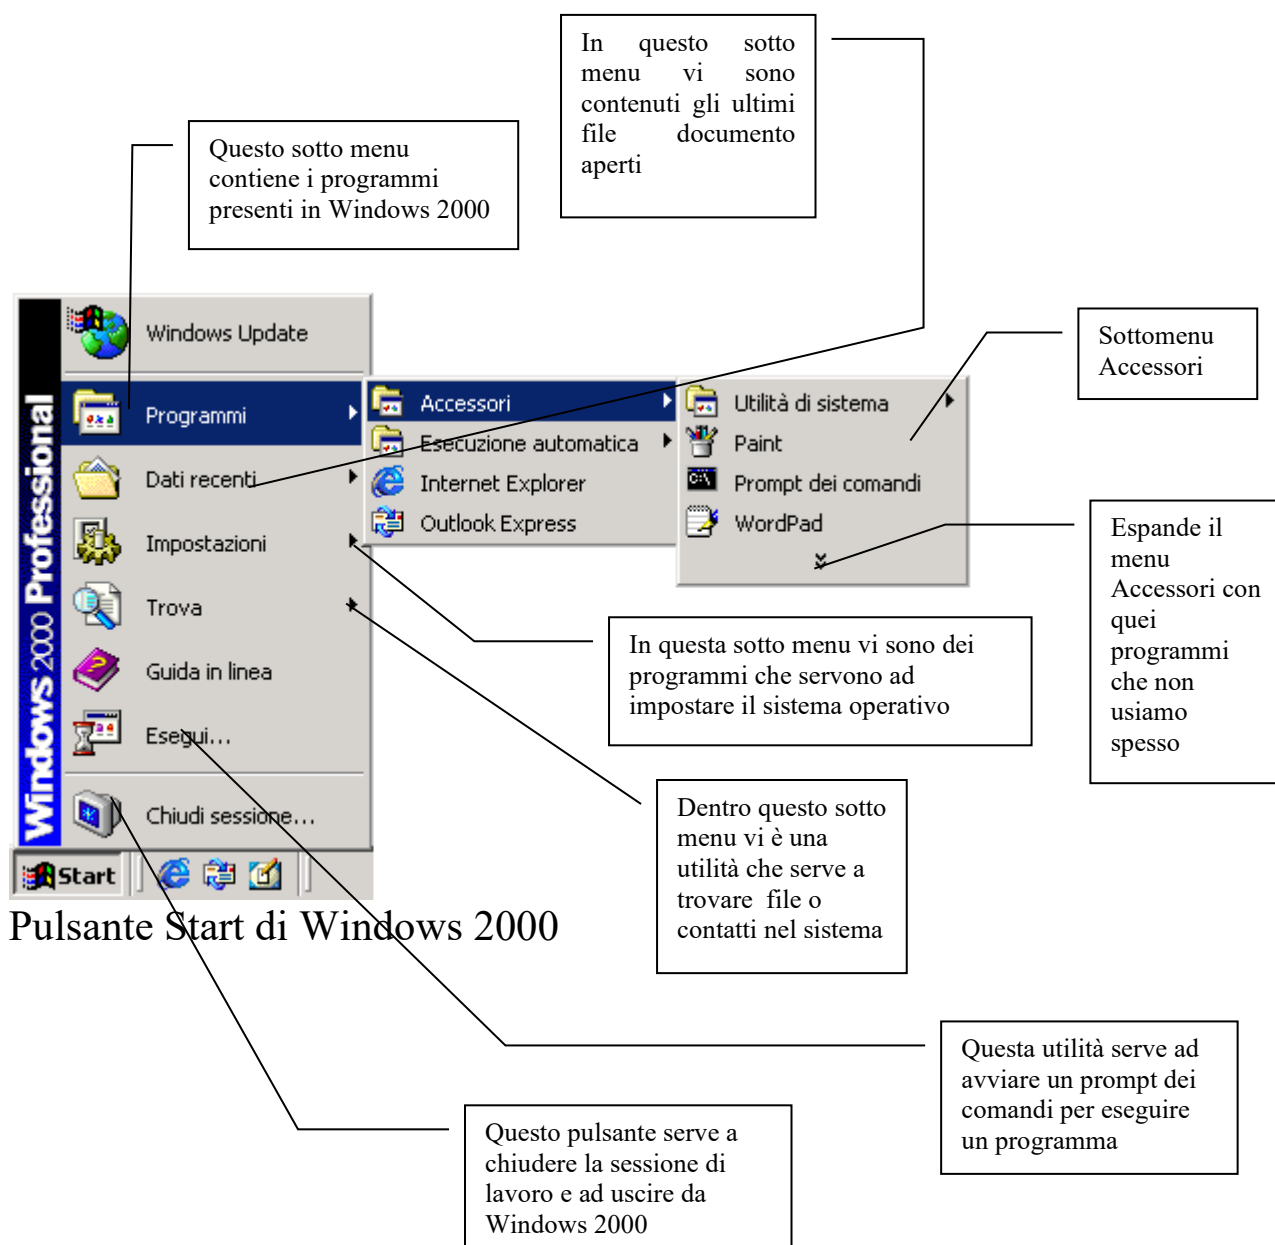 In questo sotto
menu vi sono
contenuti gli ultimi
file documento
aperti
Questo sotto menu
contiene i programmi
presenti in Windows 2000
Sottomenu
Accessori
Windows 2000 Professional
Windows Update
Programmi
Dati recenti
Impostazioni
Trova
Guida in linea
Esegui...
Chiudi sessione...
Start
Accessori
Esecuzione automatica
Internet Explorer
Outlook Express
Utilità di sistema
Paint
Prompt dei comandi
WordPad
Espande il
menu
Accessori con
quei
programmi
che non
usiamo
spesso
In questa sotto menu vi sono dei
programmi che servono ad
impostare il sistema operativo
Dentro questo sotto
menu vi è una
utilità che serve a
trovare file o
contatti nel sistema
Pulsante Start di Windows 2000
Questa utilità serve ad
avviare un prompt dei
comandi per eseguire
un programma
Questo pulsante serve a
chiudere la sessione di
lavoro e ad uscire da
Windows 2000